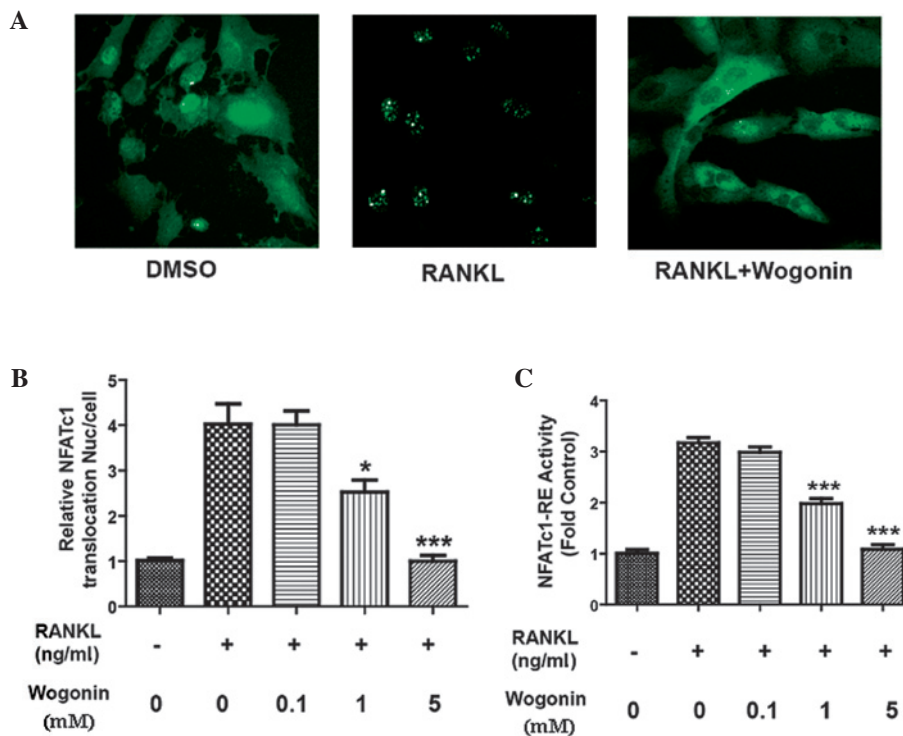 A
DMSO
RANKL
RANKL+Wogonin
B
Relative NFATc1
translocation Nuc/cell
5
4
3
2
1
0
*
***
RANKL
(ng/ml)
- + + + +
Wogonin
(mM)
0 0 0.1 1 5
C
NFATc1-RE Activity
(Fold Control)
4
3
2
1
0
***
***
RANKL
(ng/ml)
- + + + +
Wogonin
(mM)
0 0 0.1 1 5